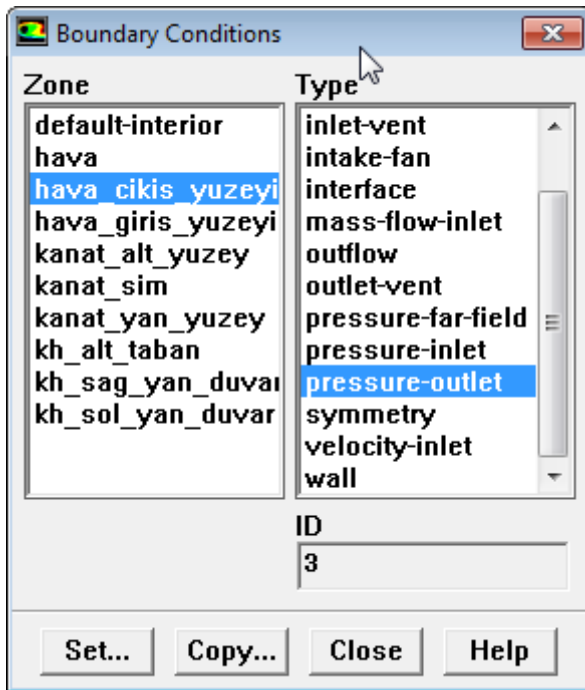 Boundary Conditions
Zone
default-interior
hava
hava_cikis_yuzeyi
hava_giris_yuzeyi
kanat_alt_yuzey
kanat_sim
kanat_yan_yuzey
kh_alt_taban
kh_sag_yan_duvar
kh_sol_yan_duvar
Type
inlet-vent
intake-fan
interface
mass-flow-inlet
outflow
outlet-vent
pressure-far-field
pressure-inlet
pressure-outlet
symmetry
velocity-inlet
wall
ID
3
Set... Copy... Close Help